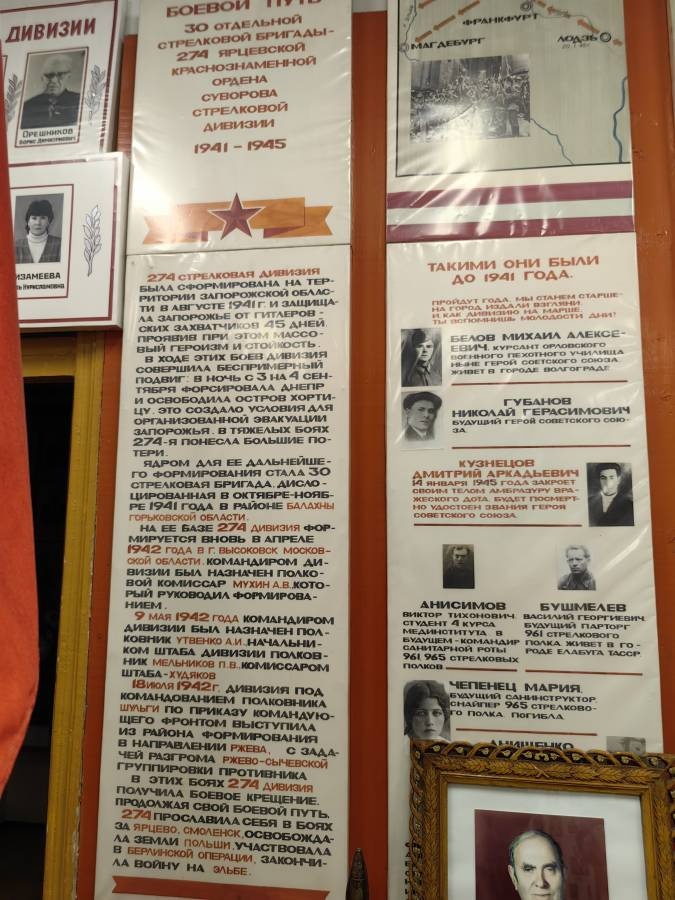 ДИВИЗИИ
ОРЕШНИКОВ
БОРИС ДМИТРИЕВИЧ
ИЗАМЕЕВА
БОЕВОЙ ПУТЬ
30 ОТДЕЛЬНОЙ
СТРЕЛКОВОЙ БРИГАДЫ-
274 ЯРЦЕВСКОЙ
КРАСНОЗНАМЕННОЙ
ОРДЕНА
СУВОРОВА
СТРЕЛКОВОЙ
ДИВИЗИИ
1941 - 1945
274 СТРЕЛКОВАЯ ДИВИЗИЯ
БЫЛА СФОРМИРОВАНА НА ТЕР-
РИТОРИИ ЗАПОРОЖСКОЙ ОБЛАС-
ТИ В АВГУСТЕ 1941 Г. И ЗАЩИЩА-
ЛА ЗАПОРОЖЬЕ ОТ ГИТЛЕРОВ-
СКИХ ЗАХВАТЧИКОВ 45 ДНЕЙ,
ПРОЯВИВ ПРИ ЭТОМ МАССО-
ВЫЙ ГЕРОИЗМ И СТОЙКОСТЬ.
В ХОДЕ ЭТИХ БОЕВ ДИВИЗИЯ
СОВЕРШИЛА БЕСПРИМЕРНЫЙ
ПОДВИГ: В НОЧЬ С 3 НА 4 СЕН-
ТЯБРЯ ФОРСИРОВАЛА ДНЕПР
И ОСВОБОДИЛА ОСТРОВ ХОРТИ-
ЦУ. ЭТО СОЗДАЛО УСЛОВИЯ ДЛЯ
ОРГАНИЗОВАННОЙ ЭВАКУАЦИИ
ЗАПОРОЖЬЯ. В ТЯЖЕЛЫХ БОЯХ
274-Я ПОНЕСЛА БОЛЬШИЕ ПО-
ТЕРИ.
ЯДРОМ ДЛЯ ЕЕ ДАЛЬНЕЙШЕ-
ГО ФОРМИРОВАНИЯ СТАЛА 30
СТРЕЛКОВАЯ БРИГАДА, ДИСЛО-
ЦИРОВАННАЯ В ОКТЯБРЕ-НОЯБ-
РЕ 1941 ГОДА В РАЙОНЕ БАЛАХНЫ
ГОРЬКОВСКОЙ ОБЛАСТИ.
НА ЕЕ БАЗЕ 274 ДИВИЗИЯ ФОР-
МИРУЕТСЯ ВНОВЬ В АПРЕЛЕ
1942 ГОДА В Г. ВЫСОКОВСК МОСКОВ-
СКОЙ ОБЛАСТИ. КОМАНДИРОМ ДИ-
ВИЗИИ БЫЛ НАЗНАЧЕН ПОЛКО-
ВОЙ КОМИССАР МУХИН А.В., КОТО-
РЫЙ РУКОВОДИЛ ФОРМИРОВА-
НИЕМ.
9 МАЯ 1942 ГОДА КОМАНДИРОМ
ДИВИЗИИ БЫЛ НАЗНАЧЕН ПОЛ-
КОВНИК УТВЕНКО А.И., НАЧАЛЬНИ-
КОМ ШТАБА ДИВИЗИИ ПОЛКОВ-
НИК МЕЛЬНИКОВ П.В., КОМИССАРОМ
ШТАБА - ХУДЯКОВ
18 ИЮЛЯ 1942 Г. ДИВИЗИЯ ПОД
КОМАНДОВАНИЕМ ПОЛКОВНИКА
ШУЛЬГИ ПО ПРИКАЗУ КОМАНДУЮ-
ЩЕГО ФРОНТОМ ВЫСТУПИЛА
ИЗ РАЙОНА ФОРМИРОВАНИЯ
В НАПРАВЛЕНИИ РЖЕВА, С ЗАДА-
ЧЕЙ РАЗГРОМА РЖЕВО-СЫЧЕВСКОЙ
ГРУППИРОВКИ ПРОТИВНИКА
В ЭТИХ БОЯХ 274 ДИВИЗИЯ
ПОЛУЧИЛА БОЕВОЕ КРЕЩЕНИЕ.
ПРОДОЛЖАЯ СВОЙ БОЕВОЙ ПУТЬ,
274 ПРОСЛАВИЛА СЕБЯ В БОЯХ
ЗА ЯРЦЕВО, СМОЛЕНСК, ОСВОБОЖДА-
ЛА ЗЕМЛИ ПОЛЬШИ, УЧАСТВОВАЛА
В БЕРЛИНСКОЙ ОПЕРАЦИИ, ЗАКОНЧИ-
ЛА ВОЙНУ НА ЭЛЬБЕ.
ФРАНКФУРТ
МАГДЕБУРГ
ЛОДЗЬ
ТАКИМИ ОНИ БЫЛИ
ДО 1941 ГОДА.
ПРОЙДУТ ГОДА, МЫ СТАНЕМ СТАРШЕ-
НА ГОРОД ИЗДАЛИ ВЗГЛЯНИ,
И КАК ДИВИЗИЮ НА МАРШЕ,
ТЫ ВСПОМНИШЬ МОЛОДОСТИ ДНИ!
БЕЛОВ МИХАИЛ АЛЕКСЕ-
ЕВИЧ, КУРСАНТ ОРЛОВСКОГО
ВОЕННОГО ПЕХОТНОГО УЧИЛИЩА
НЫНЕ ГЕРОЙ СОЕТСКОГО СОЮЗА
ЖИВЕТ В ГОРОДЕ ВОЛГОГРАДЕ
ГУБАНОВ
НИКОЛАЙ ГЕРАСИМОВИЧ
БУДУЩИЙ ГЕРОЙ СОВЕТСКОГО СОЮ-
ЗА.
КУЗНЕЦОВ
ДМИТРИЙ АРКАДЬЕВИЧ
14 ЯНВАРЯ 1945 ГОДА ЗАКРОЕТ
СВОИМ ТЕЛОМ АМБРАЗУРУ ВРА-
ЖЕСКОГО ДОТА. БУДЕТ ПОСМЕРТ-
НО УДОСТОЕН ЗВАНИЯ ГЕРОЯ
СОВЕТСКОГО СОЮЗА.
АНИСИМОВ
ВИКТОР ТИХОНОВИЧ,
СТУДЕНТ 4 КУРСА
МЕДИНСТИТУТА В
БУДУЩЕМ - КОМАНДИР
САНИТАРНОЙ РОТЫ
961, 965 СТРЕЛКОВЫХ
ПОЛКОВ
БУШМЕЛЕВ
ВАСИЛИЙ ГЕОРГИЕВИЧ,
БУДУЩИЙ ПАРТОРГ
961 СТРЕЛКОВОГО
ПОЛКА. ЖИВЕТ В ГО-
РОДЕ ЕЛАБУГА ТАССР.
ЧЕПЕНЕЦ МАРИЯ,
БУДУЩИЙ САНИНСТРУКТОР,
СНАЙПЕР 965 СТРЕЛКОВО-
ГО ПОЛКА. ПОГИБЛА.
АНИЩЕНКО